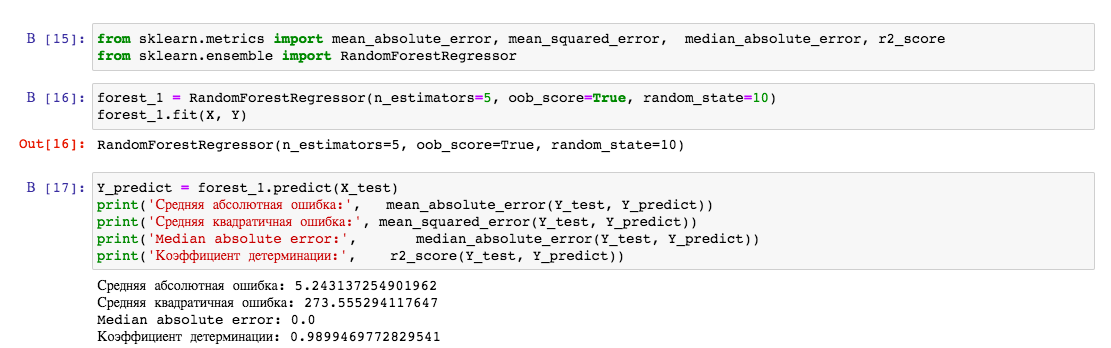 В [15]: from sklearn.metrics import mean_absolute_error, mean_squared_error,  median_absolute_error, r2_score
from sklearn.ensemble import RandomForestRegressor
В [16]: forest_1 = RandomForestRegressor(n_estimators=5, oob_score=True, random_state=10)
forest_1.fit(X, Y)
Out[16]: RandomForestRegressor(n_estimators=5, oob_score=True, random_state=10)
В [17]: Y_predict = forest_1.predict(X_test)
print('Средняя абсолютная ошибка:',   mean_absolute_error(Y_test, Y_predict))
print('Средняя квадратичная ошибка:', mean_squared_error(Y_test, Y_predict))
print('Median absolute error:',       median_absolute_error(Y_test, Y_predict))
print('Коэффициент детерминации:',    r2_score(Y_test, Y_predict))
Средняя абсолютная ошибка: 5.243137254901962
Средняя квадратичная ошибка: 273.555294117647
Median absolute error: 0.0
Коэффициент детерминации: 0.9899469772829541